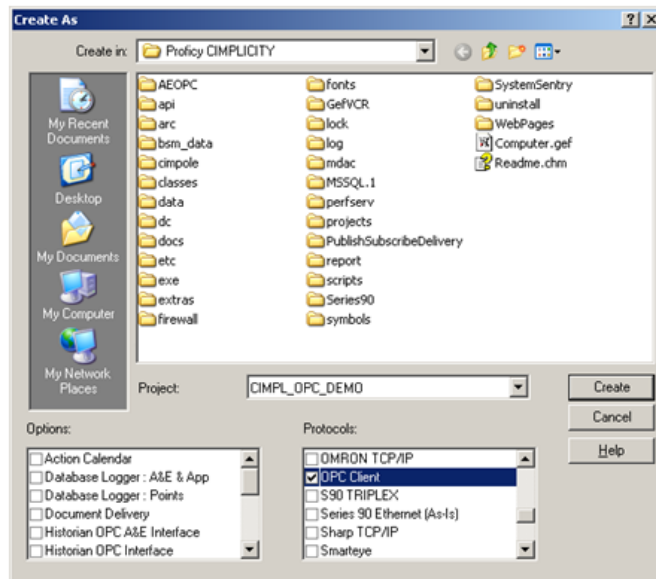 Create As
Create in: Proficy CIMPLICITY
My Recent
Documents
Desktop
My Documents
My Computer
My Network
Places
AEOPC
api
arc
bsm_data
cimpole
classes
data
dc
docs
etc
exe
extras
firewall
fonts
GefVCR
lock
log
mdac
MSSQL.1
perfserv
projects
PublishSubscribeDelivery
report
scripts
Series90
symbols
SystemSentry
uninstall
WebPages
Computer.gef
Readme.chm
Project: CIMPL_OPC_DEMO
Create
Cancel
Help
Options:
Action Calendar
Database Logger : A&E & App
Database Logger : Points
Document Delivery
Historian OPC A&E Interface
Historian OPC Interface
Protocols:
OMRON TCP/IP
OPC Client
S90 TRIPLEX
Series 90 Ethernet (As-Is)
Sharp TCP/IP
Smarteye